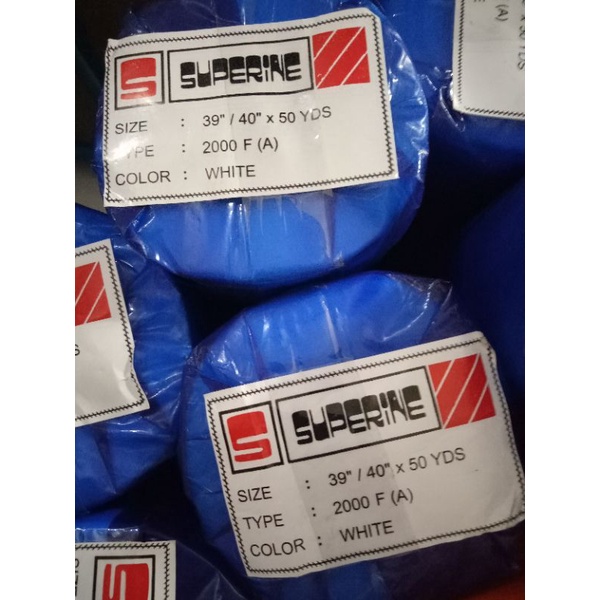 S SUPERINE
SIZE : 39" / 40" x 50 YDS
TYPE : 2000 F (A)
COLOR : WHITE
(A)
S SUPERINE
SIZE : 39" / 40" x 50 YDS
TYPE : 2000 F (A)
COLOR : WHITE
S